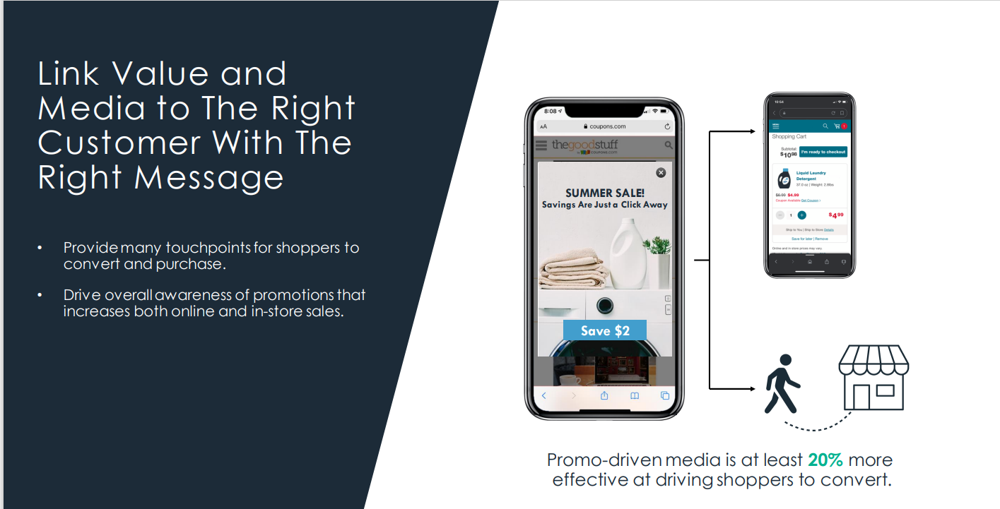 Link Value and
Media to The Right
Customer With The
Right Message
• Provide many touchpoints for shoppers to
convert and purchase.
• Drive overall awareness of promotions that
increases both online and in-store sales.
8:08
AA coupons.com
thegoodstuff
by coupons.com
SUMMER SALE!
Savings Are Just a Click Away
Save $2
10:54
MENU
1
Shopping Cart
Subtotal:
$10.98
I'm ready to checkout
Liquid Laundry
Detergent
37.0 oz | Weight: 2.8lbs
$6.99 $4.99
Coupon Available Get Coupon >
− 1 + $4.99
Ship to You | Ship to Store Details
Save for later | Remove
Online and in store prices may vary.
Promo-driven media is at least 20% more
effective at driving shoppers to convert.